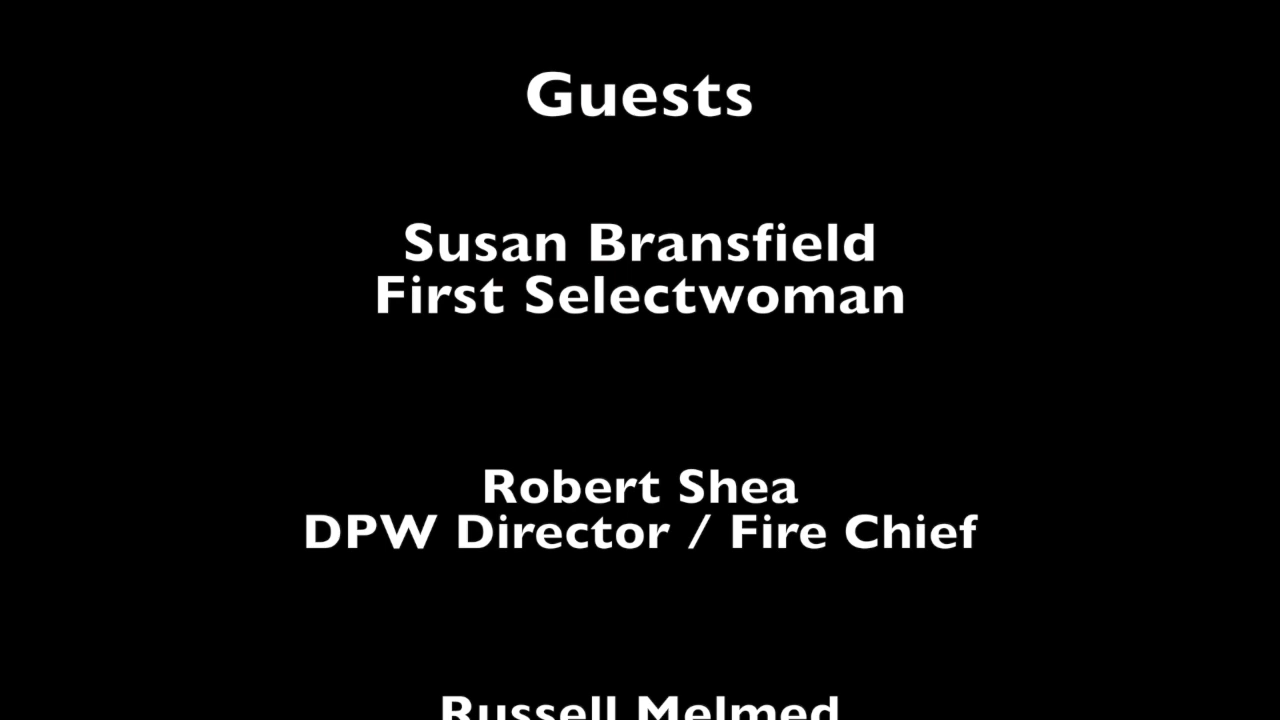 Guests
Susan Bransfield
First Selectwoman
Robert Shea
DPW Director / Fire Chief
Russell Melmed